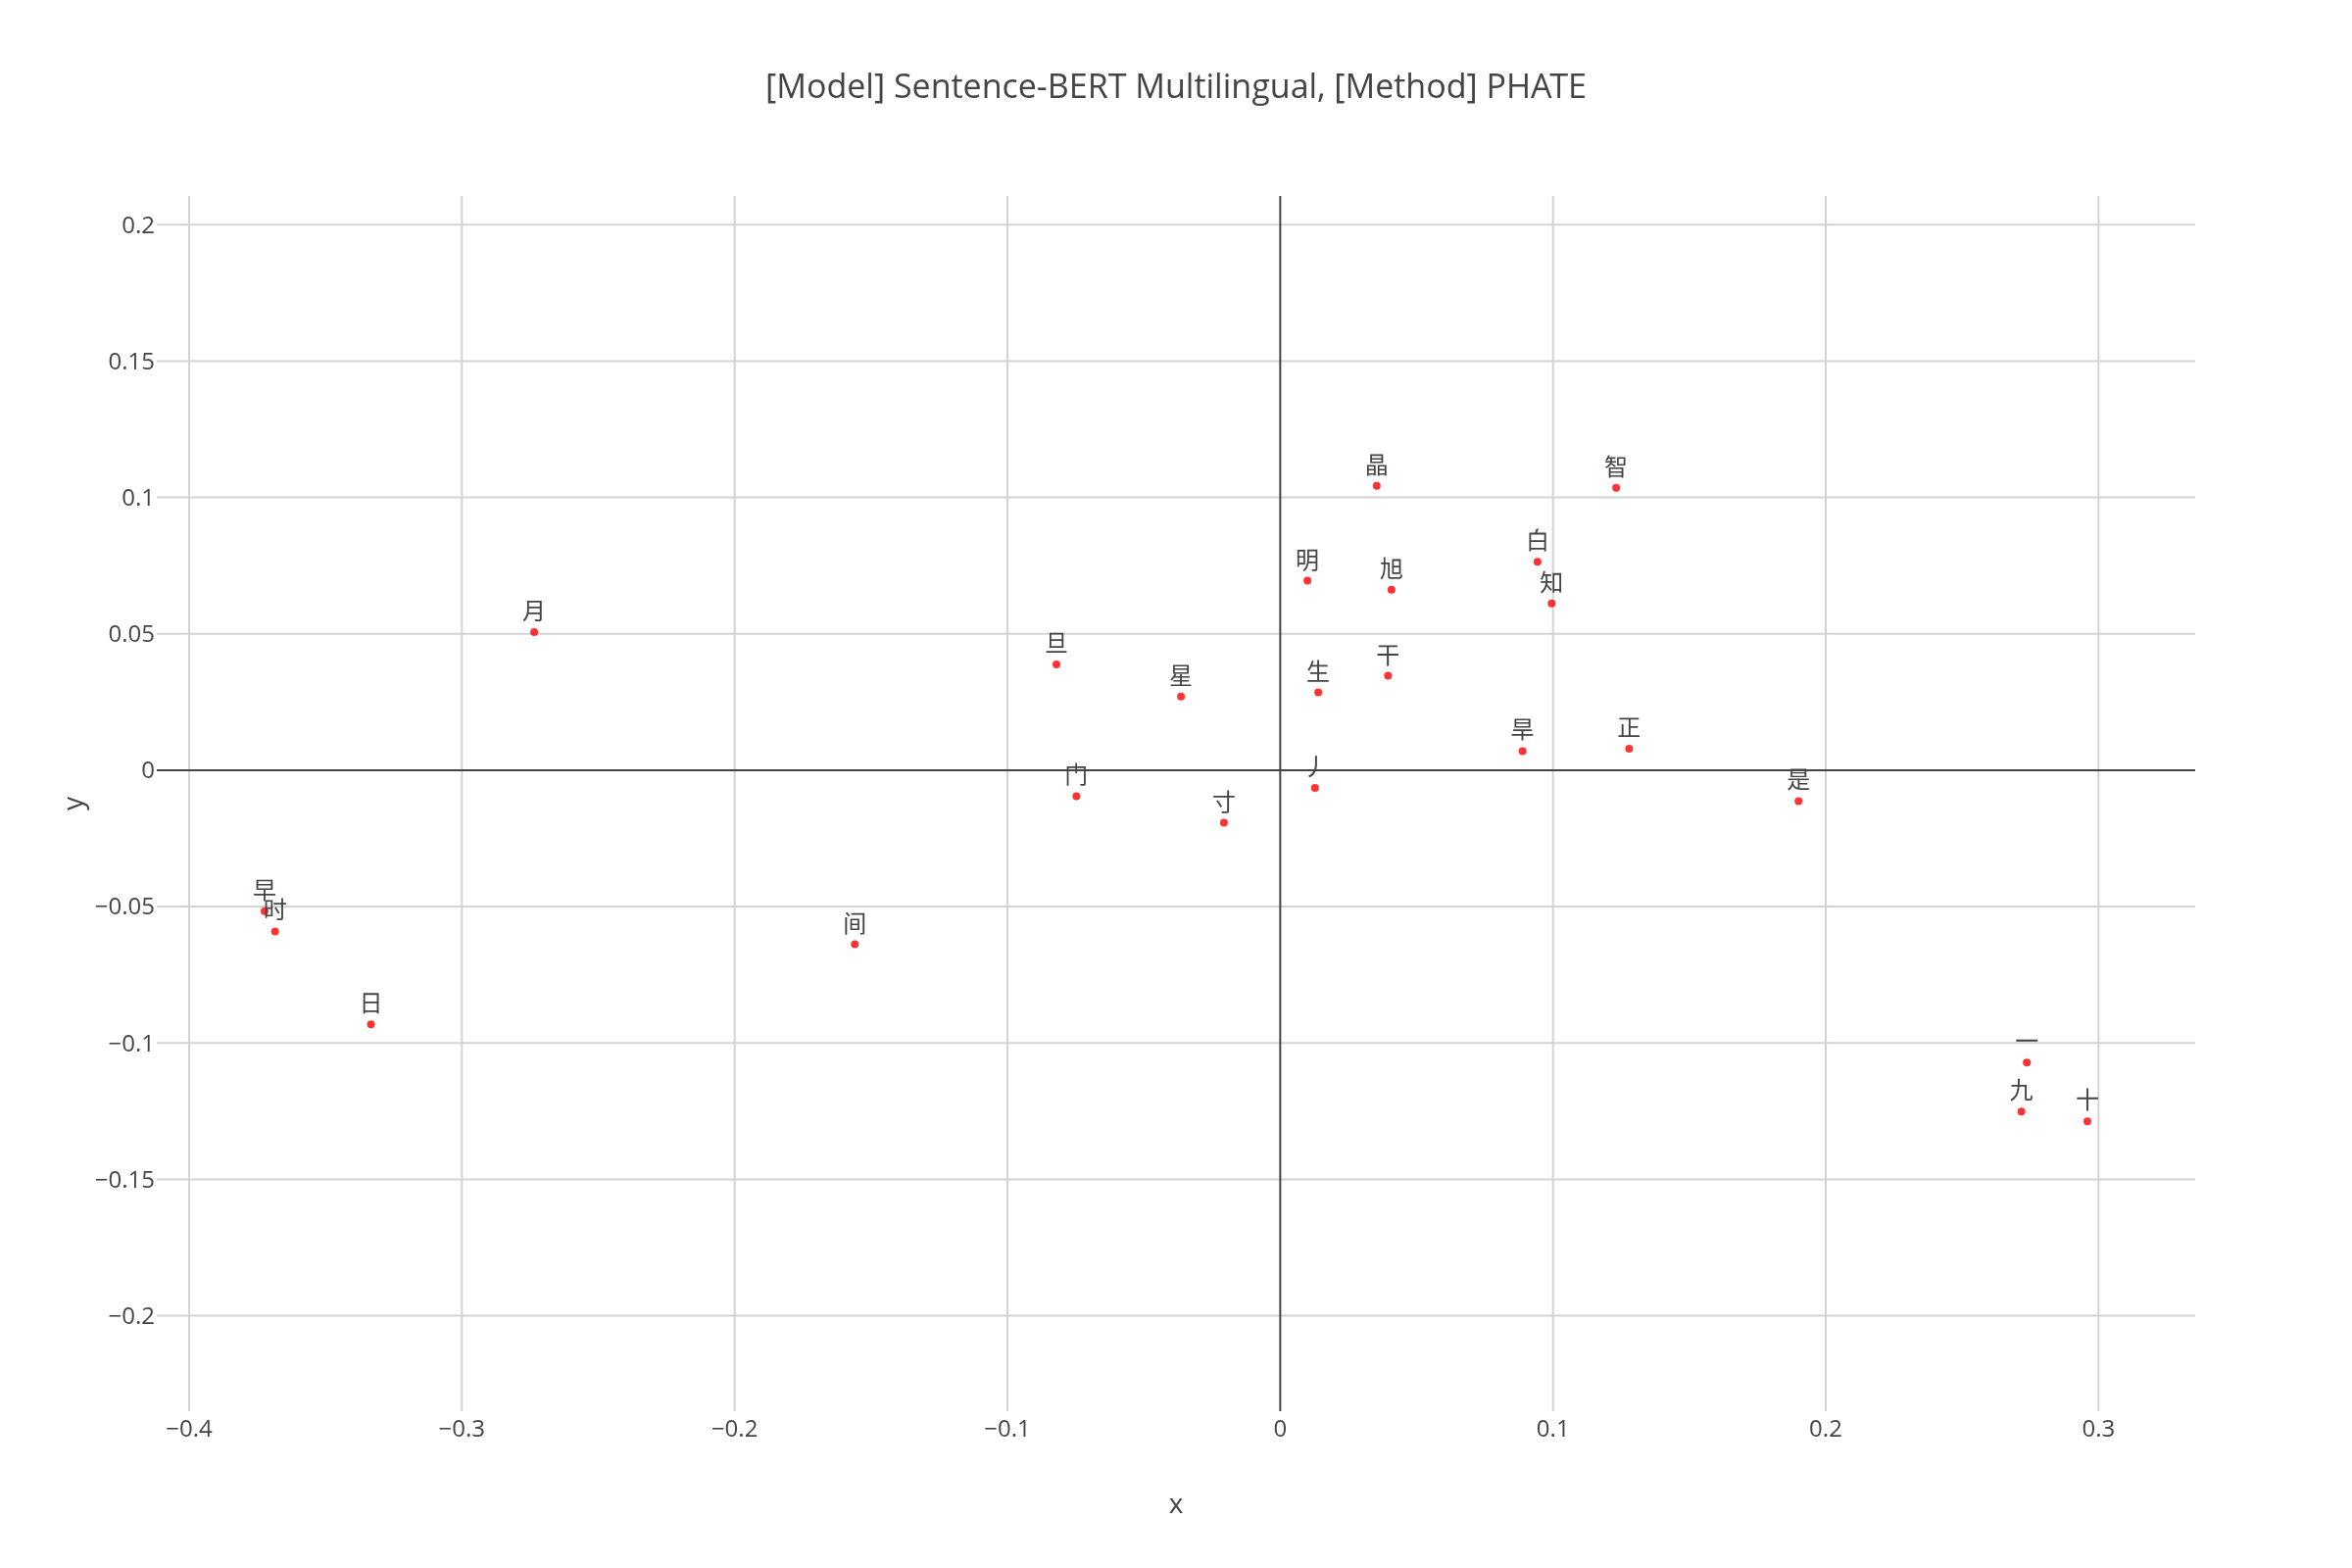 [Model] Sentence-BERT Multilingual, [Method] PHATE
0.2
0.15
0.1
0.05
0
−0.05
−0.1
−0.15
−0.2
y
晶
智
白
明
旭
知
月
旦
星
生
干
旱
正
门
丿
是
寸
早
时
间
日
一
九
十
−0.4
−0.3
−0.2
−0.1
0
0.1
0.2
0.3
x